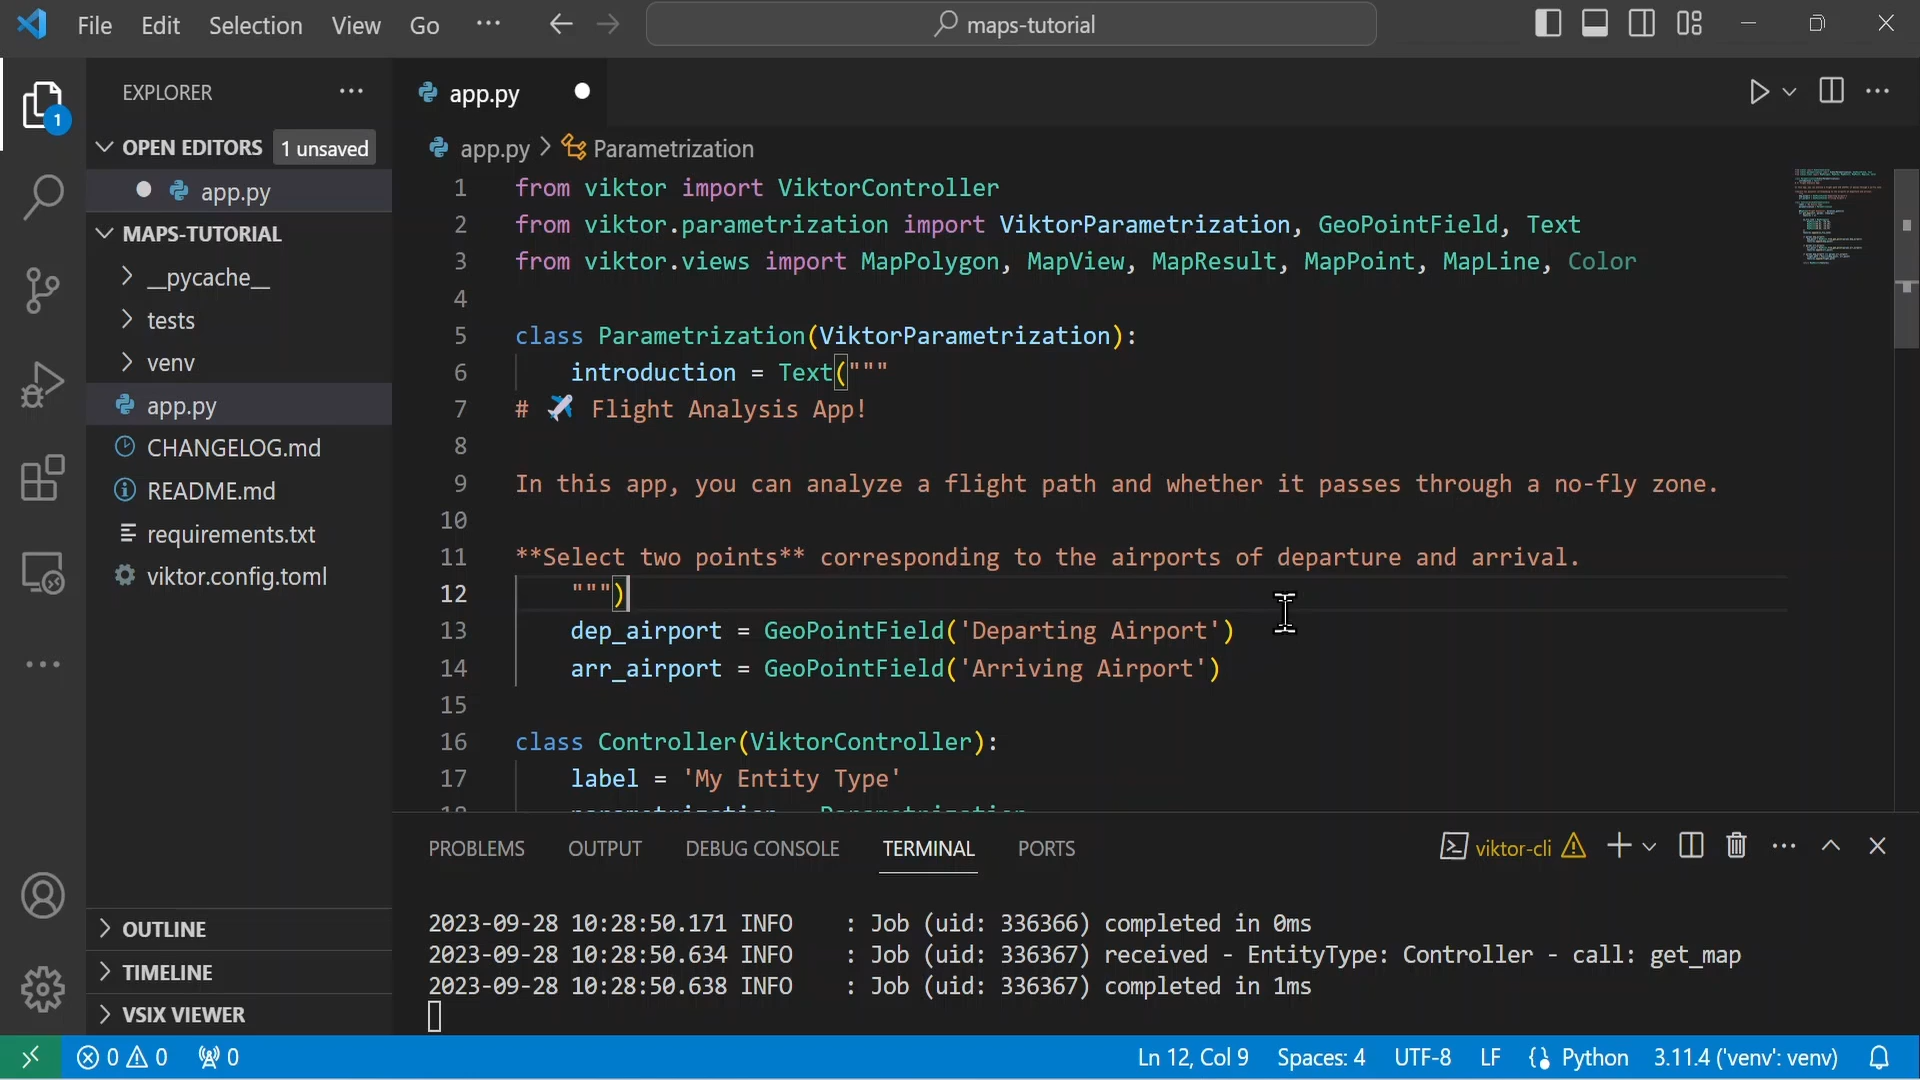 File Edit Selection View Go ··· maps-tutorial
EXPLORER ···
OPEN EDITORS 1 unsaved
app.py
MAPS-TUTORIAL
__pycache__
tests
venv
app.py
CHANGELOG.md
README.md
requirements.txt
viktor.config.toml
OUTLINE
TIMELINE
VSIX VIEWER
1
app.py
app.py > Parametrization
1 from viktor import ViktorController
2 from viktor.parametrization import ViktorParametrization, GeoPointField, Text
3 from viktor.views import MapPolygon, MapView, MapResult, MapPoint, MapLine, Color
4
5 class Parametrization(ViktorParametrization):
6     introduction = Text("""
7 # ✈️ Flight Analysis App!
8
9 In this app, you can analyze a flight path and whether it passes through a no-fly zone.
10
11 **Select two points** corresponding to the airports of departure and arrival.
12     """)
13     dep_airport = GeoPointField('Departing Airport')
14     arr_airport = GeoPointField('Arriving Airport')
15
16 class Controller(ViktorController):
17     label = 'My Entity Type'
18     parametrization = Parametrization
PROBLEMS OUTPUT DEBUG CONSOLE TERMINAL PORTS viktor-cli
2023-09-28 10:28:50.171 INFO    : Job (uid: 336366) completed in 0ms
2023-09-28 10:28:50.634 INFO    : Job (uid: 336367) received - EntityType: Controller - call: get_map
2023-09-28 10:28:50.638 INFO    : Job (uid: 336367) completed in 1ms
0 0 0 Ln 12, Col 9 Spaces: 4 UTF-8 LF Python 3.11.4 ('venv': venv)